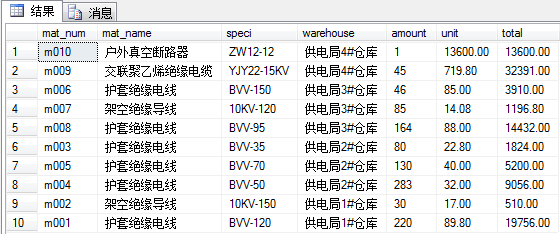 结果 消息
mat_num mat_name speci warehouse amount unit total
1 m010 户外真空断路器 ZW12-12 供电局4#仓库 1 13600.00 13600.00
2 m009 交联聚乙烯绝缘电缆 YJY22-15KV 供电局4#仓库 45 719.80 32391.00
3 m006 护套绝缘电线 BVV-150 供电局3#仓库 46 85.00 3910.00
4 m007 架空绝缘导线 10KV-120 供电局3#仓库 85 14.08 1196.80
5 m008 护套绝缘电线 BVV-95 供电局3#仓库 164 88.00 14432.00
6 m003 护套绝缘电线 BVV-35 供电局2#仓库 80 22.80 1824.00
7 m005 护套绝缘电线 BVV-70 供电局2#仓库 130 40.00 5200.00
8 m004 护套绝缘电线 BVV-50 供电局2#仓库 283 32.00 9056.00
9 m002 架空绝缘导线 10KV-150 供电局1#仓库 30 17.00 510.00
10 m001 护套绝缘电线 BVV-120 供电局1#仓库 220 89.80 19756.00